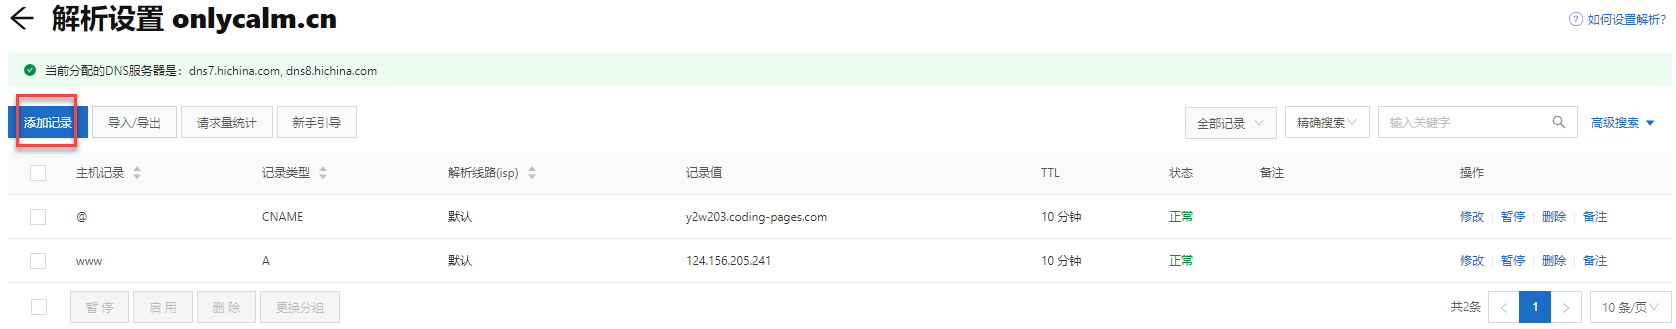 解析设置 onlycalm.cn
如何设置解析?
当前分配的DNS服务器是：dns7.hichina.com, dns8.hichina.com
添加记录 导入/导出 请求量统计 新手引导 全部记录 精确搜索 输入关键字 高级搜索
主机记录 记录类型 解析线路(isp) 记录值 TTL 状态 备注 操作
@ CNAME 默认 y2w203.coding-pages.com 10 分钟 正常 修改 暂停 删除 备注
www A 默认 124.156.205.241 10 分钟 正常 修改 暂停 删除 备注
暂停 启用 删除 更换分组 共2条 1 10 条/页